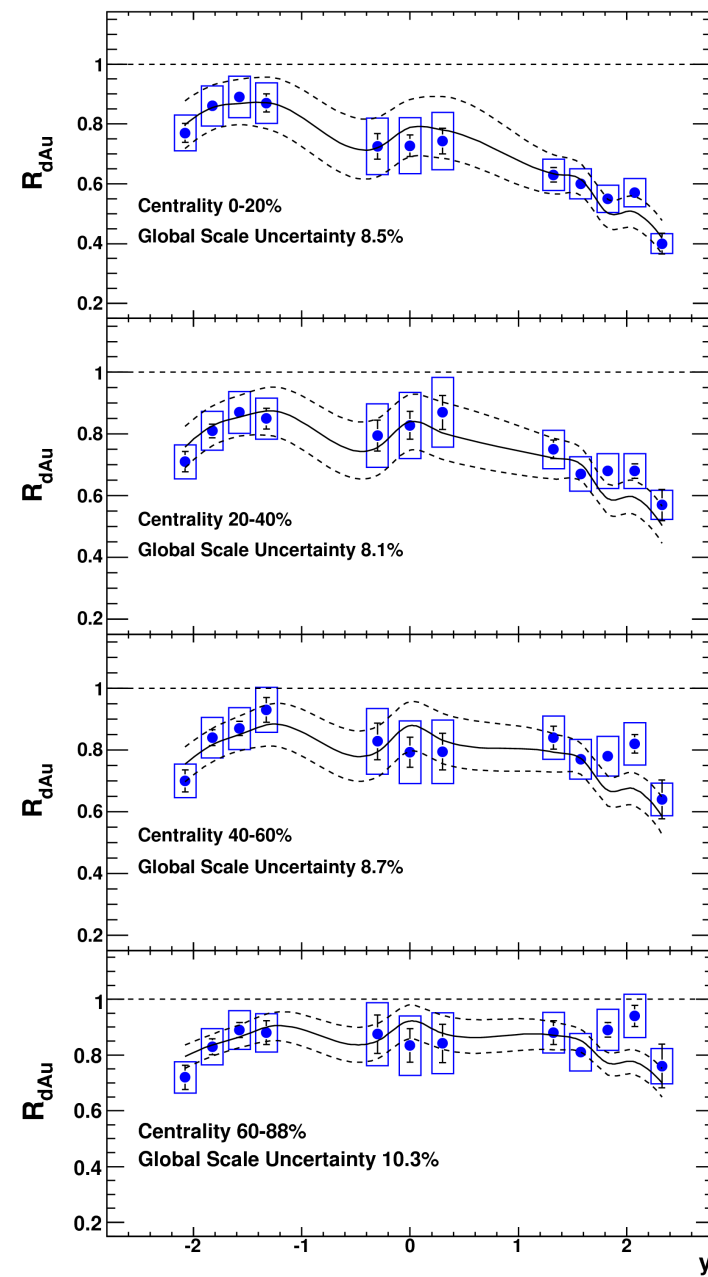 1
0.8
0.6
0.4
0.2
R_dAu
Centrality 0-20%
Global Scale Uncertainty 8.5%
1
0.8
0.6
0.4
0.2
R_dAu
Centrality 20-40%
Global Scale Uncertainty 8.1%
1
0.8
0.6
0.4
0.2
R_dAu
Centrality 40-60%
Global Scale Uncertainty 8.7%
1
0.8
0.6
0.4
0.2
R_dAu
Centrality 60-88%
Global Scale Uncertainty 10.3%
-2 -1 0 1 2
y